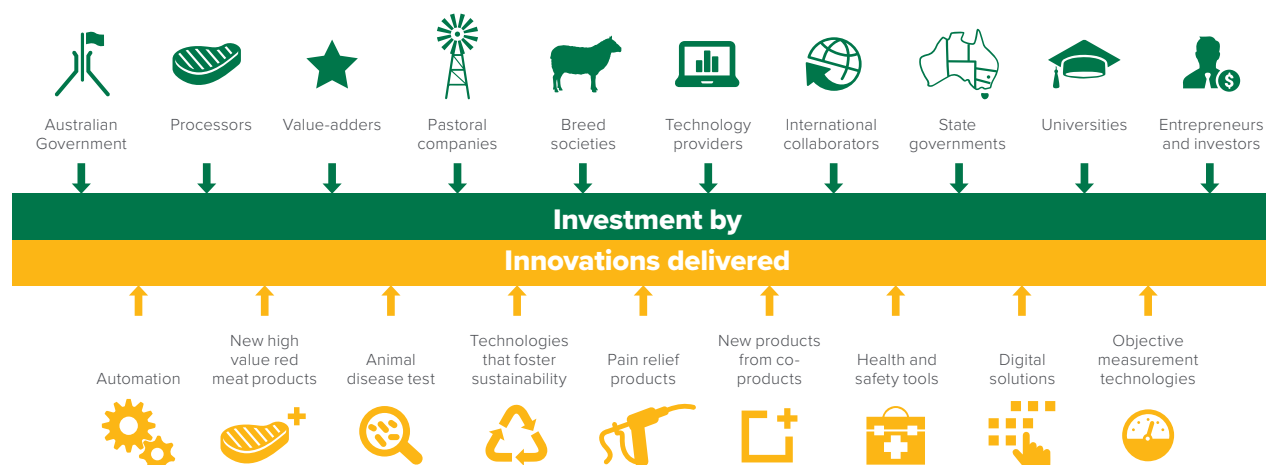 Australian
Government
Processors
Value-adders
Pastoral
companies
Breed
societies
Technology
providers
International
collaborators
State
governments
Universities
Entrepreneurs
and investors
$
Investment by
Innovations delivered
Automation
New high
value red
meat products
Animal
disease test
Technologies
that foster
sustainability
Pain relief
products
New products
from co-
products
Health and
safety tools
Digital
solutions
Objective
measurement
technologies